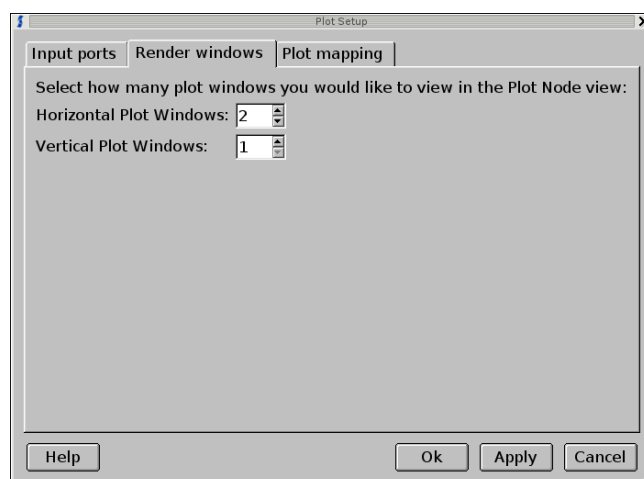 Plot Setup
Input ports Render windows Plot mapping
Select how many plot windows you would like to view in the Plot Node view:
Horizontal Plot Windows: 2
Vertical Plot Windows: 1
Help Ok Apply Cancel